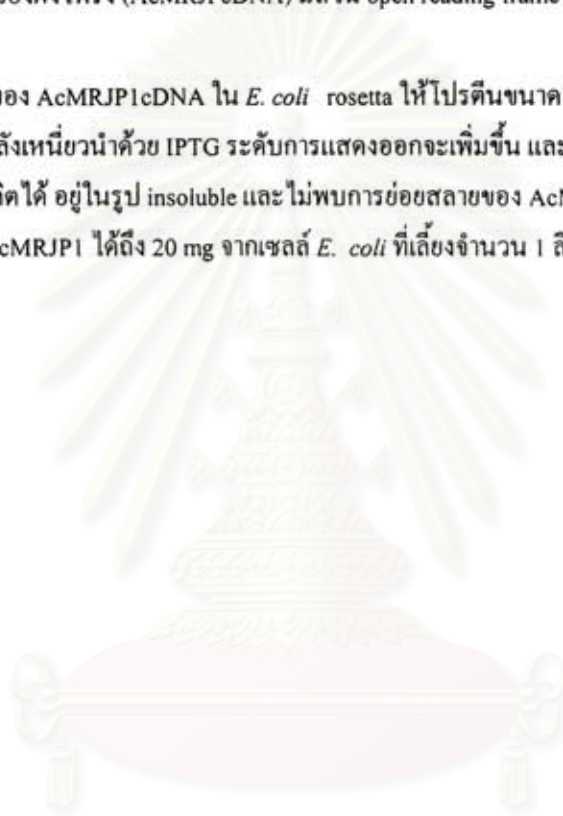 ของ AcMRJP1cDNA ใน E. coli rosetta ให้โปรตีนขนาด
ลังเหนี่ยวนำด้วย IPTG ระดับการแสดงออกจะเพิ่มขึ้น และ
ิตได้ อยู่ในรูป insoluble และไม่พบการย่อยสลายของ
cMRJP1 ได้ถึง 20 mg จากเซลล์ E. coli ที่เลี้ยงจำนวน 1